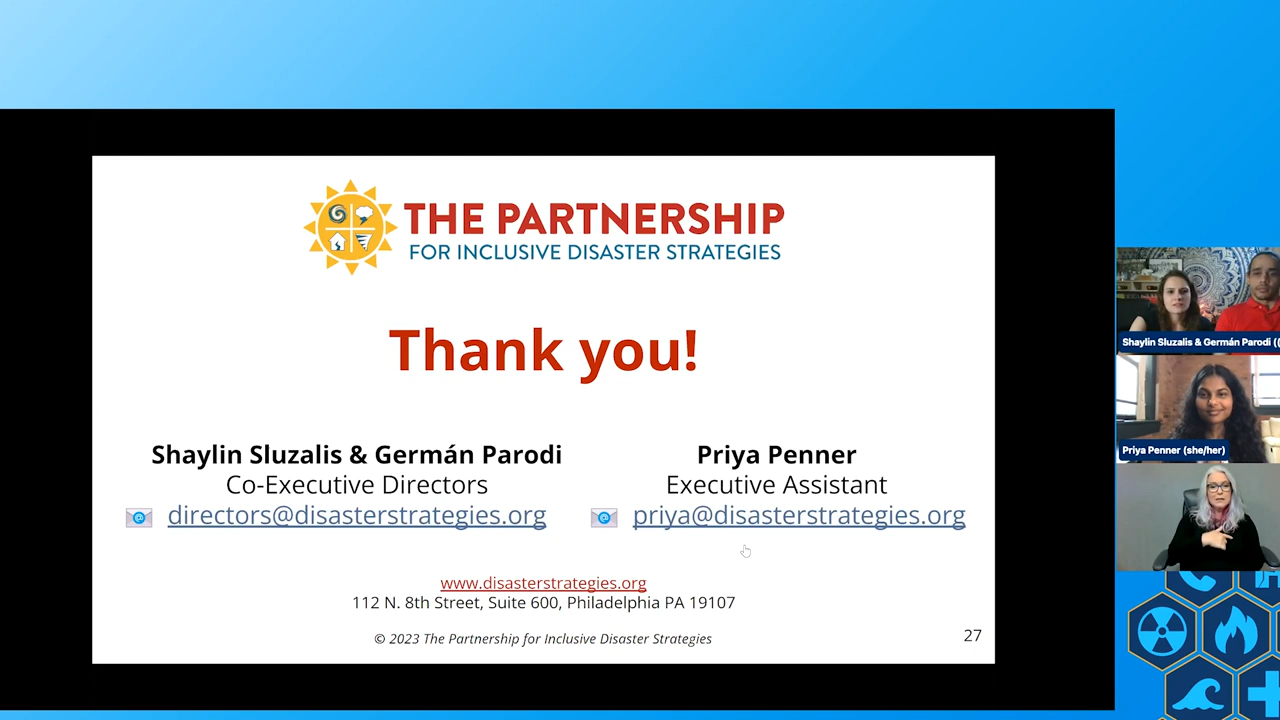 THE PARTNERSHIP
FOR INCLUSIVE DISASTER STRATEGIES
Thank you!
Shaylin Sluzalis & Germán Parodi
Co-Executive Directors
directors@disasterstrategies.org
Priya Penner
Executive Assistant
priya@disasterstrategies.org
www.disasterstrategies.org
112 N. 8th Street, Suite 600, Philadelphia PA 19107
© 2023 The Partnership for Inclusive Disaster Strategies
27
Shaylin Sluzalis & Germán Parodi ((
Priya Penner (she/her)